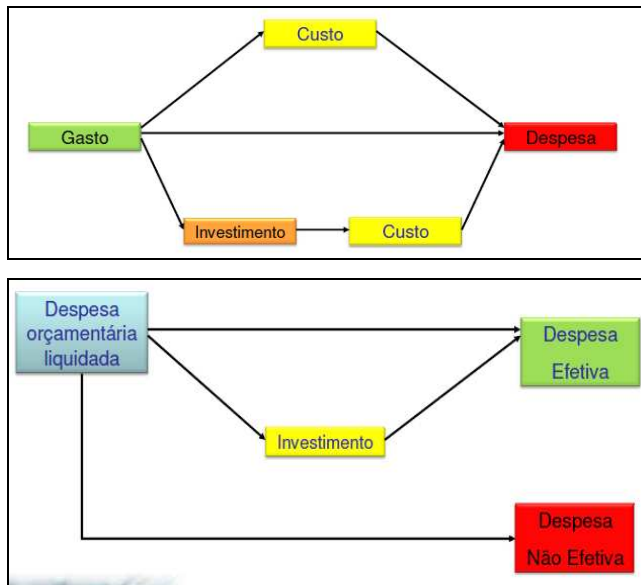 Custo
Gasto
Despesa
Investimento
Custo
Despesa
orçamentária
liquidada
Despesa
Efetiva
Investimento
Despesa
Não Efetiva